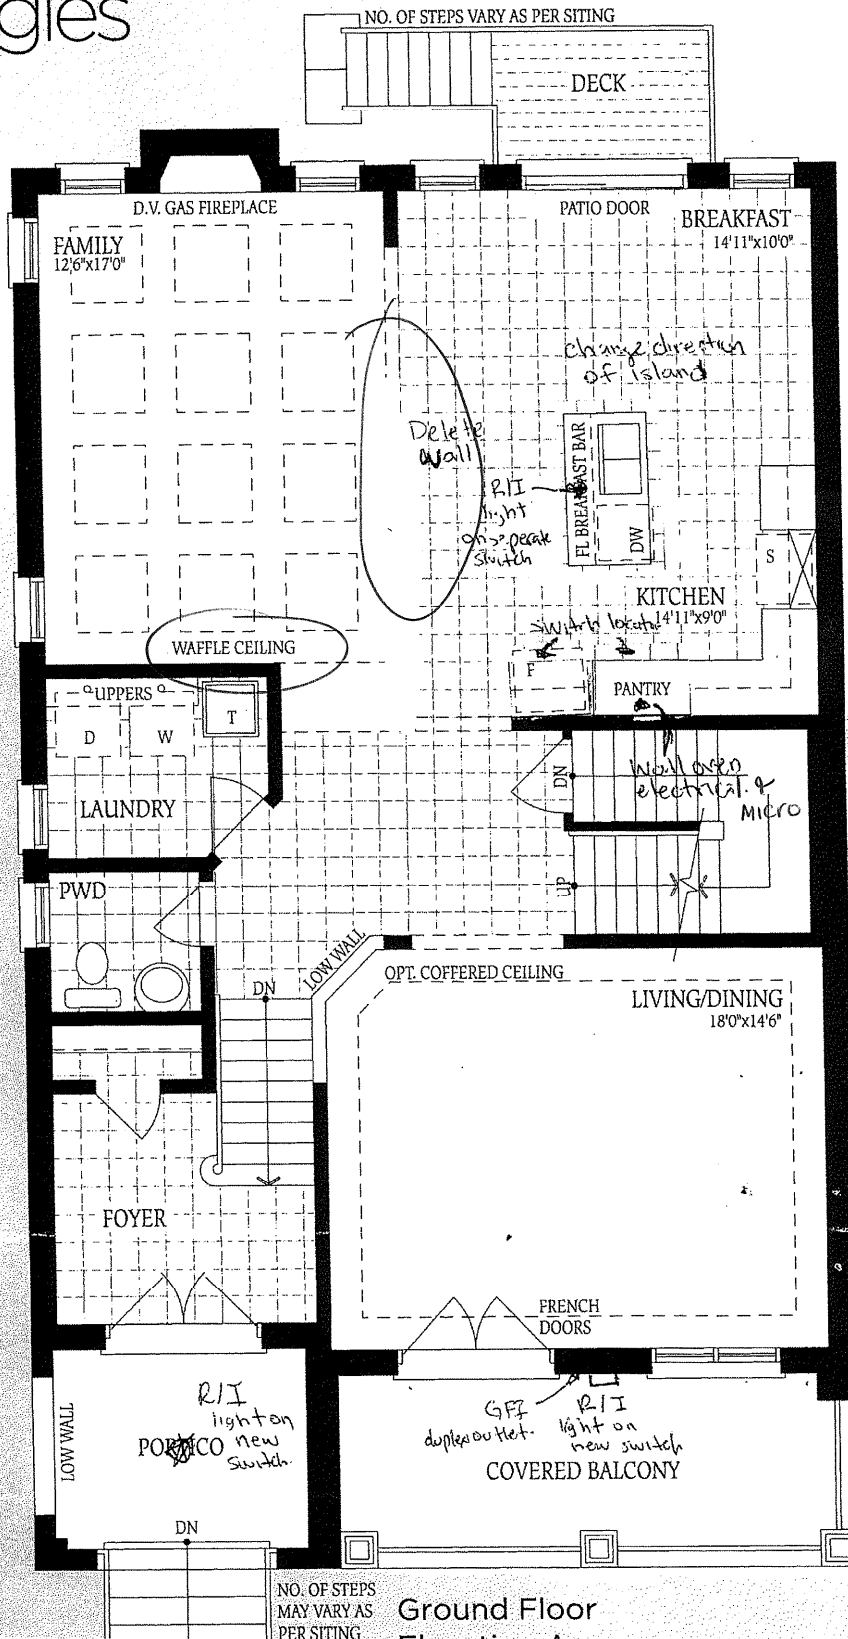 gies
NO. OF STEPS VARY AS PER SITING
DECK
D.V. GAS FIREPLACE
PATIO DOOR
BREAKFAST
14'11"x10'0"
FAMILY
12'6"x17'0"
change direction
of island
Delete
wall
R/I
light
on seperate
switch
FL BREAKFAST BAR
DW
S
KITCHEN
14'11"x9'0"
switch locate
WAFFLE CEILING
F
PANTRY
UPPERS
D
W
T
LAUNDRY
DN
Wall oven
electrical &
MICRO
UP
PWD
LOW WALL
DN
OPT. COFFERED CEILING
LIVING/DINING
18'0"x14'6"
FOYER
FRENCH
DOORS
LOW WALL
R/I
light on
new
switch.
PORTICO
GFI
duplex outlet.
R/I
light on
new switch
COVERED BALCONY
DN
NO. OF STEPS
MAY VARY AS
PER SITING
Ground Floor
Elevation A